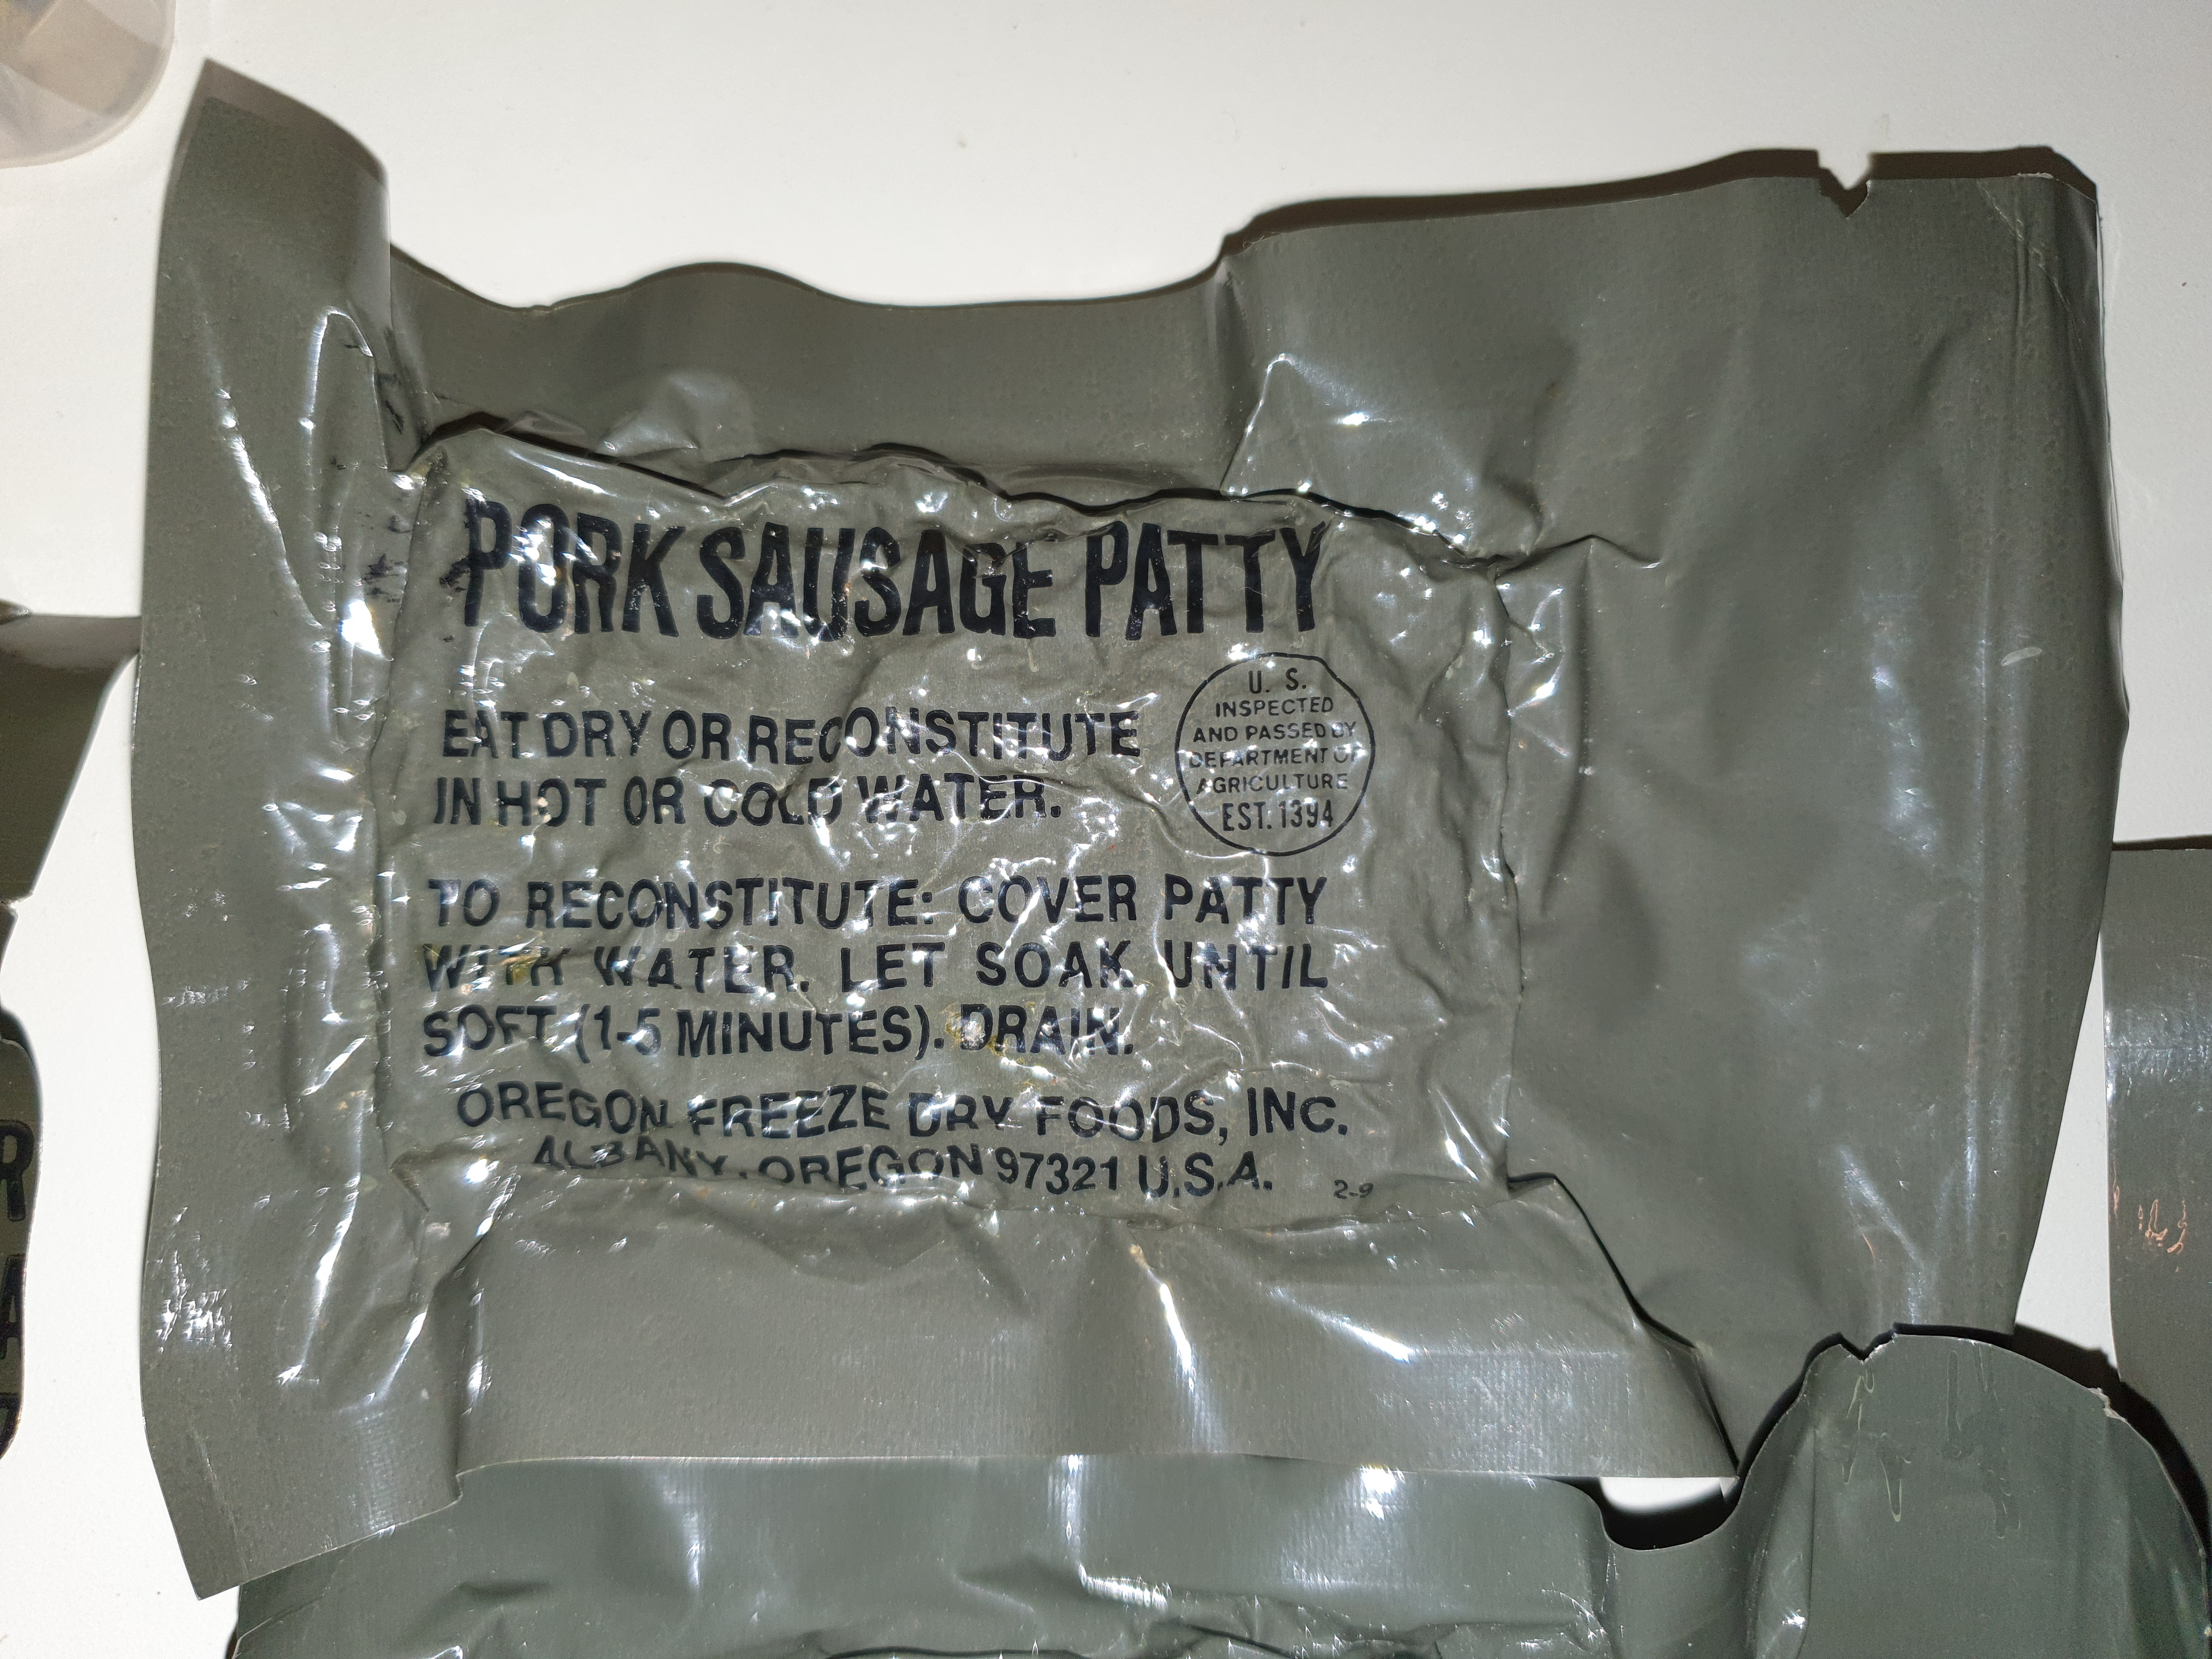 PORK SAUSAGE PATTY
EAT DRY OR RECONSTITUTE
IN HOT OR COLD WATER.
U. S.
INSPECTED
AND PASSED BY
DEPARTMENT OF
AGRICULTURE
EST. 1394
TO RECONSTITUTE: COVER PATTY
WITH WATER. LET SOAK UNTIL
SOFT (1-5 MINUTES). DRAIN.
OREGON FREEZE DRY FOODS, INC.
ALBANY, OREGON 97321 U.S.A.
2-9
R
A